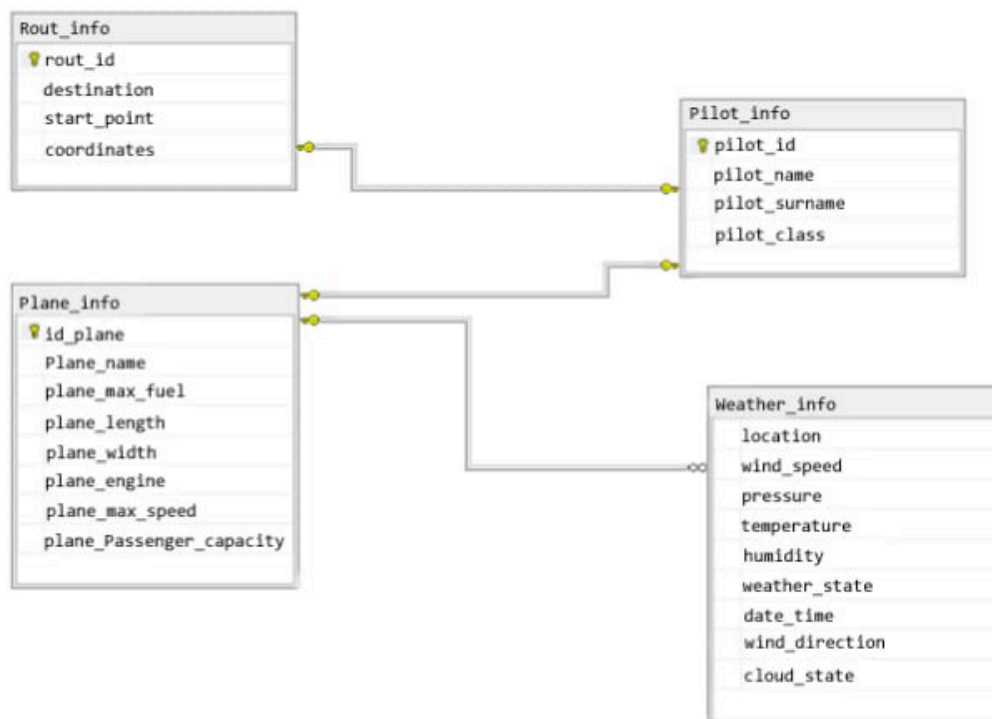 Rout_info
rout_id
destination
start_point
coordinates
Pilot_info
pilot_id
pilot_name
pilot_surname
pilot_class
Plane_info
id_plane
Plane_name
plane_max_fuel
plane_length
plane_width
plane_engine
plane_max_speed
plane_Passenger_capacity
Weather_info
location
wind_speed
pressure
temperature
humidity
weather_state
date_time
wind_direction
cloud_state